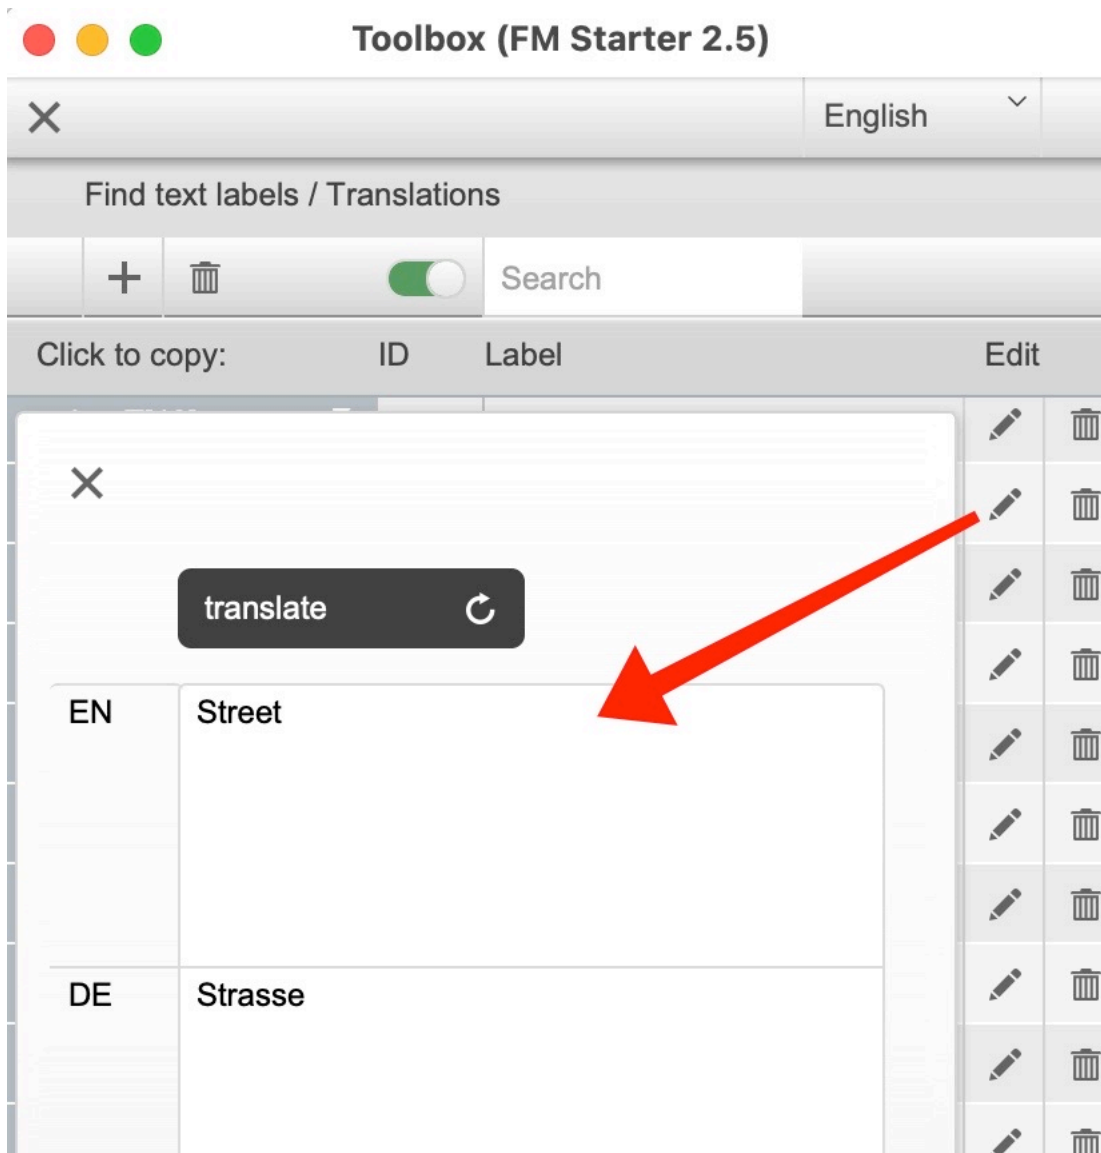 Toolbox (FM Starter 2.5)
English
Find text labels / Translations
Search
Click to copy: ID Label Edit
translate
EN Street
DE Strasse